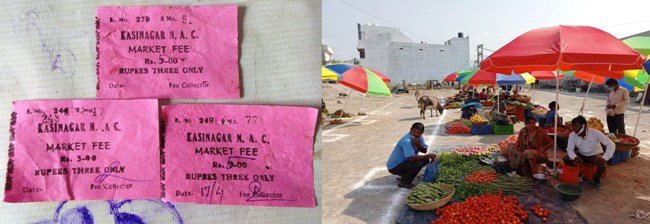 B. No. 278 R No.
KASINAGAR N. A. C.
MARKET FEE
Rs. 3-00
RUPEES THREE ONLY
Date- Fee Collector
B. No. 248
KASINAGAR N. A. C.
MARKET FEE
Rs. 3-00
RUPEES THREE ONLY
Date- Fee Collector
B. No. 249 R. No. 77
KASINAGAR N. A. C.
MARKET FEE
Rs. 3-00
RUPEES THREE ONLY
Date- 17/4 Fee Collector